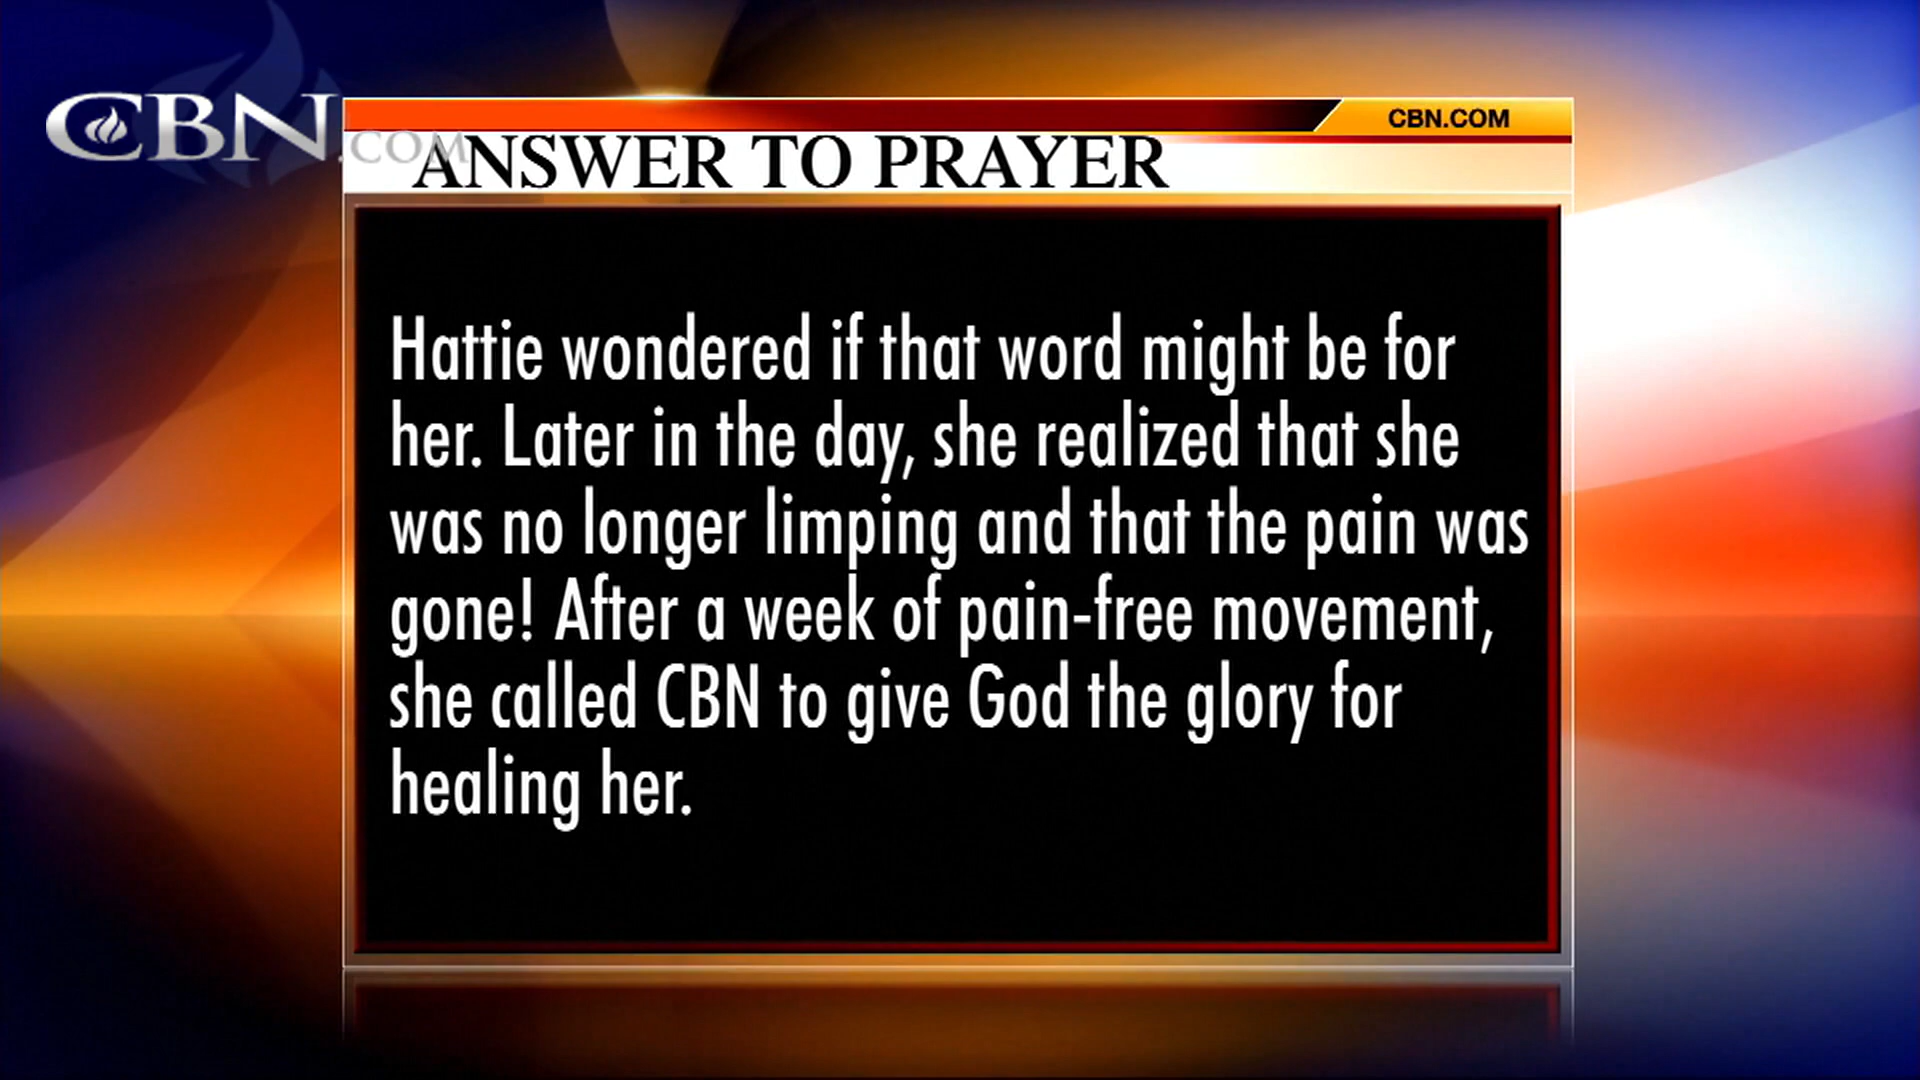 CBN.COM
CBN.COM
ANSWER TO PRAYER
Hattie wondered if that word might be for
her. Later in the day, she realized that she
was no longer limping and that the pain was
gone! After a week of pain-free movement,
she called CBN to give God the glory for
healing her.